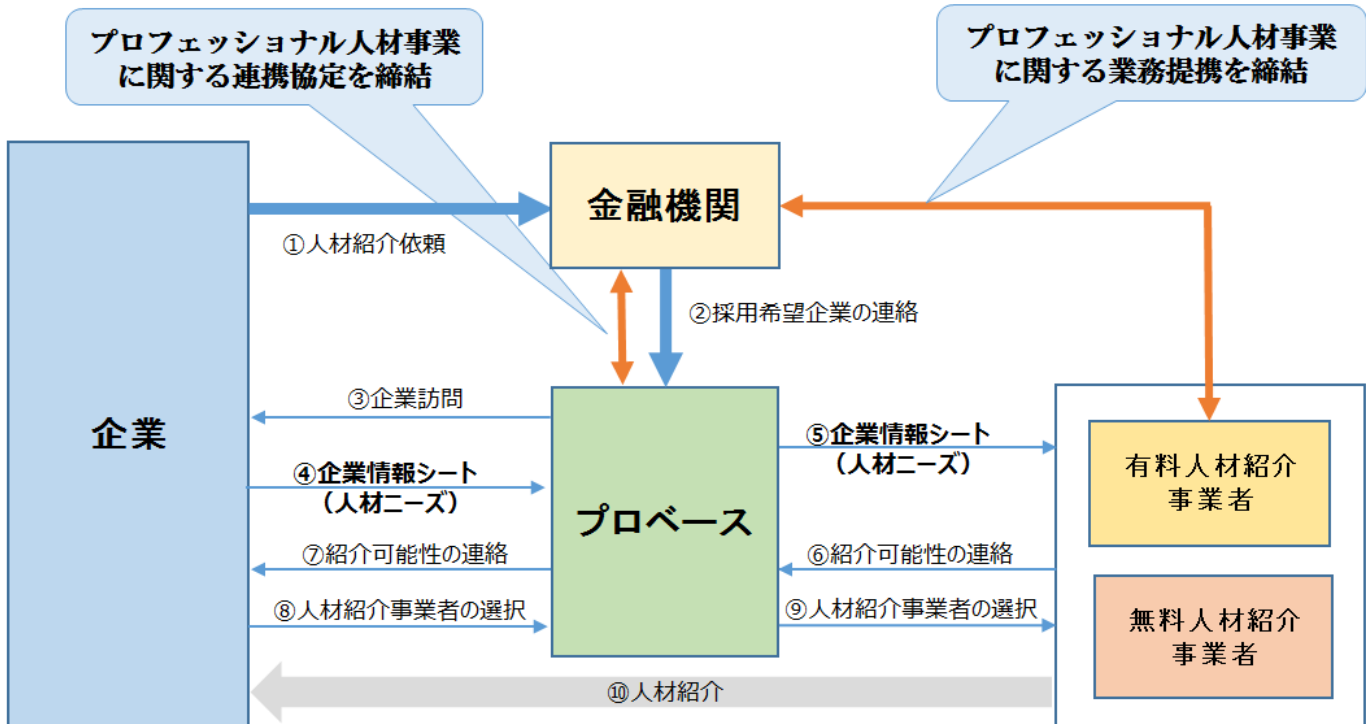 プロフェッショナル人材事業
に関する連携協定を締結
プロフェッショナル人材事業
に関する業務提携を締結
金融機関
①人材紹介依頼
②採用希望企業の連絡
企業
③企業訪問
④企業情報シート
（人材ニーズ）
プロベース
⑤企業情報シート
（人材ニーズ）
有料人材紹介
事業者
⑦紹介可能性の連絡
⑥紹介可能性の連絡
⑧人材紹介事業者の選択
⑨人材紹介事業者の選択
無料人材紹介
事業者
⑩人材紹介